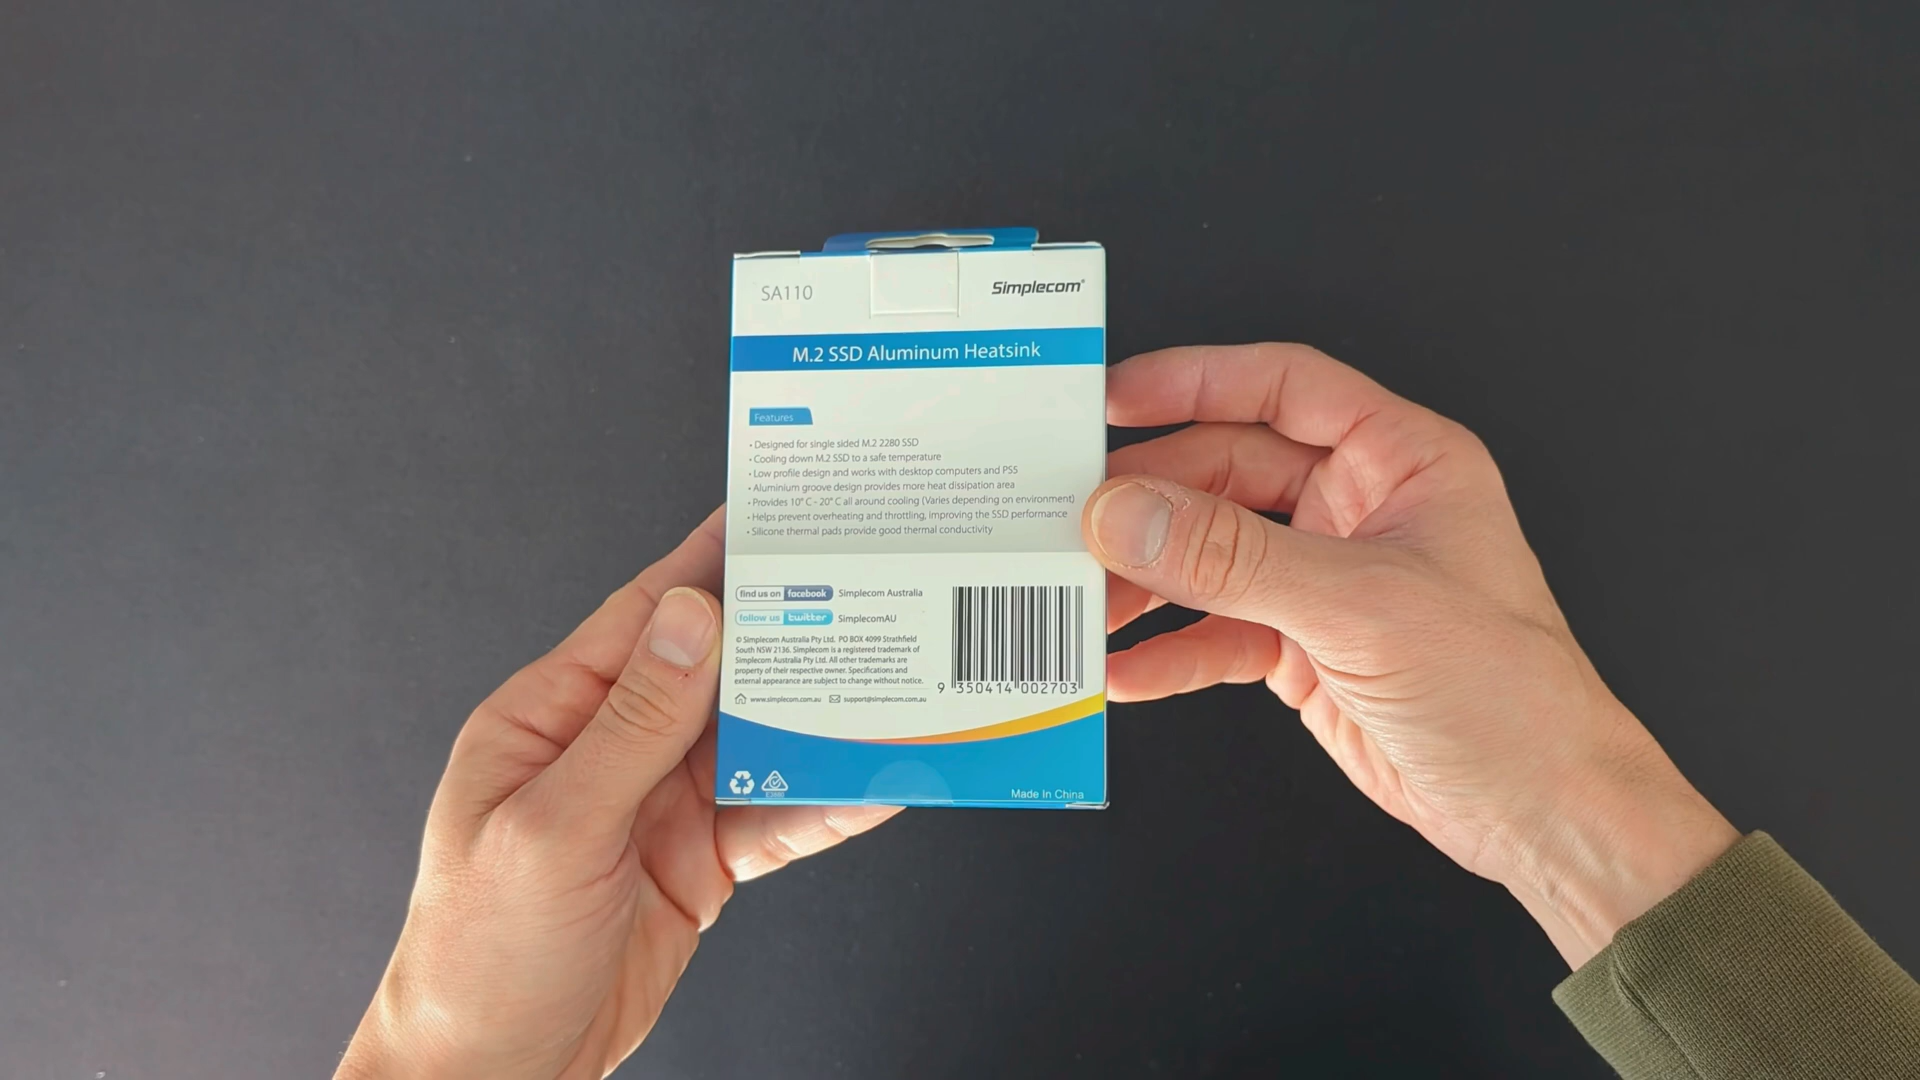 SA110
Simplecom®
M.2 SSD Aluminum Heatsink
Features
• Designed for single sided M.2 2280 SSD
• Cooling down M.2 SSD to a safe temperature
• Low profile design and works with desktop computers and PS5
• Aluminium groove design provides more heat dissipation area
• Provides 10° C - 20° C all around cooling (Varies depending on environment)
• Helps prevent overheating and throttling, improving the SSD performance
• Silicone thermal pads provide good thermal conductivity
find us on facebook Simplecom Australia
follow us twitter SimplecomAU
© Simplecom Australia Pty Ltd. PO BOX 4099 Strathfield
South NSW 2136. Simplecom is a registered trademark of
Simplecom Australia Pty Ltd. All other trademarks are
property of their respective owner. Specifications and
external appearance are subject to change without notice.
www.simplecom.com.au support@simplecom.com.au
9 350414 002703
Made In China